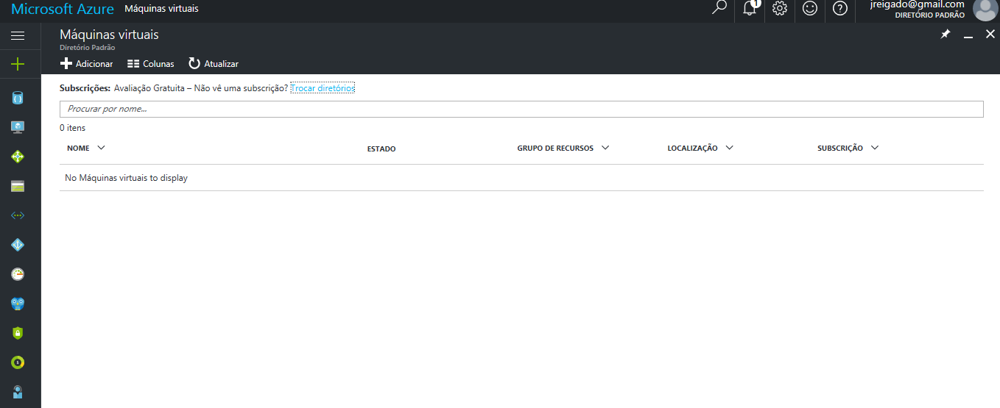 Microsoft Azure Máquinas virtuais
1
jreigado@gmail.com
DIRETÓRIO PADRÃO
Máquinas virtuais
Diretório Padrão
Adicionar Colunas Atualizar
Subscrições: Avaliação Gratuita – Não vê uma subscrição? Trocar diretórios
Procurar por nome...
0 itens
NOME ESTADO GRUPO DE RECURSOS LOCALIZAÇÃO SUBSCRIÇÃO
No Máquinas virtuais to display